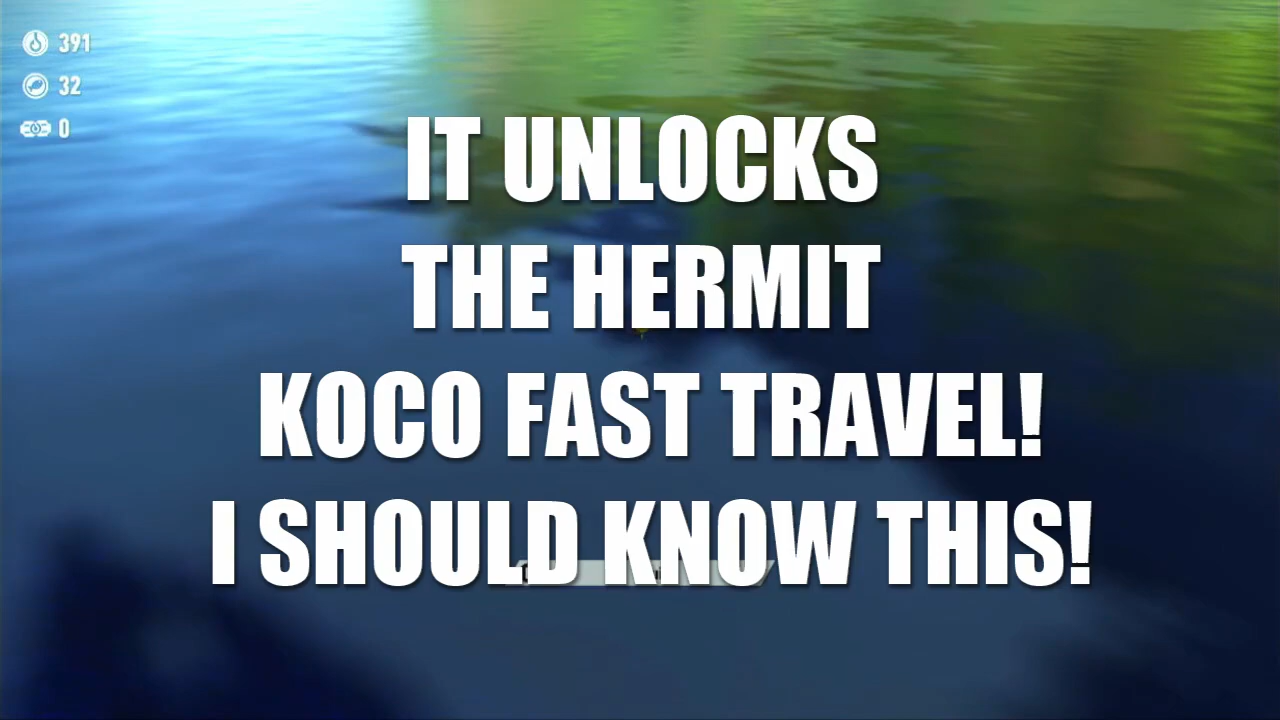 391
32
0
IT UNLOCKS
THE HERMIT
KOCO FAST TRAVEL!
I SHOULD KNOW THIS!